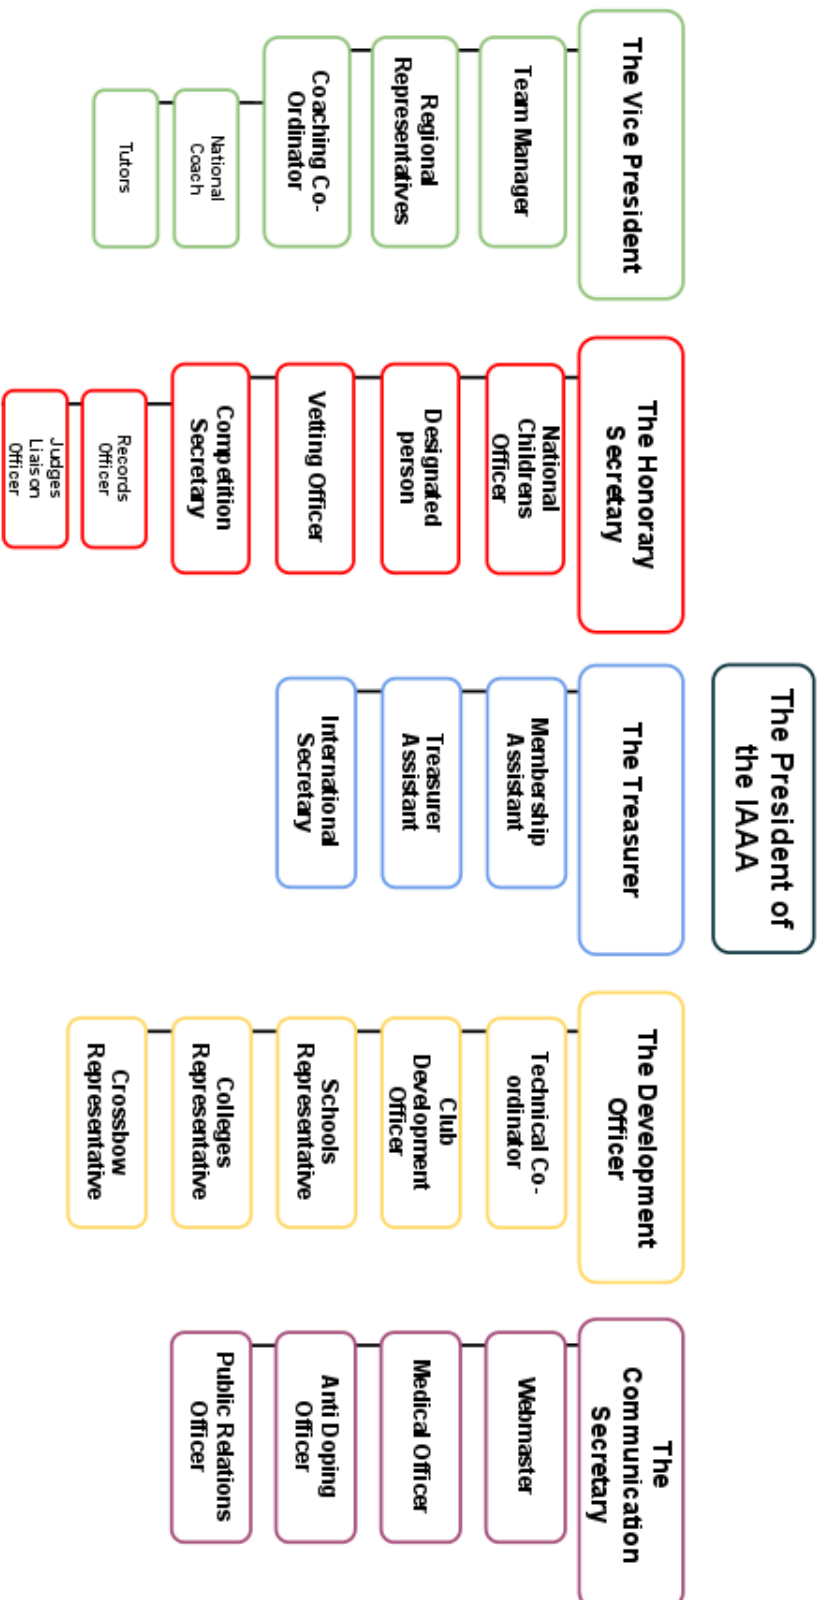 The President of
the IAAA
The Vice President
Team Manager
Regional
Representatives
Coaching Co-
Ordinator
National
Coach
Tutors
The Honorary
Secretary
National
Childrens
Officer
Designated
person
Vetting Officer
Competition
Secretary
Records
Officer
Judges
Liaison
Officer
The Treasurer
Membership
Assistant
Treasurer
Assistant
International
Secretary
The Development
Officer
Technical Co-
ordinator
Club
Development
Officer
Schools
Representative
Colleges
Representative
Crossbow
Representative
The
Communication
Secretary
Webmaster
Medical Officer
Anti Doping
Officer
Public Relations
Officer